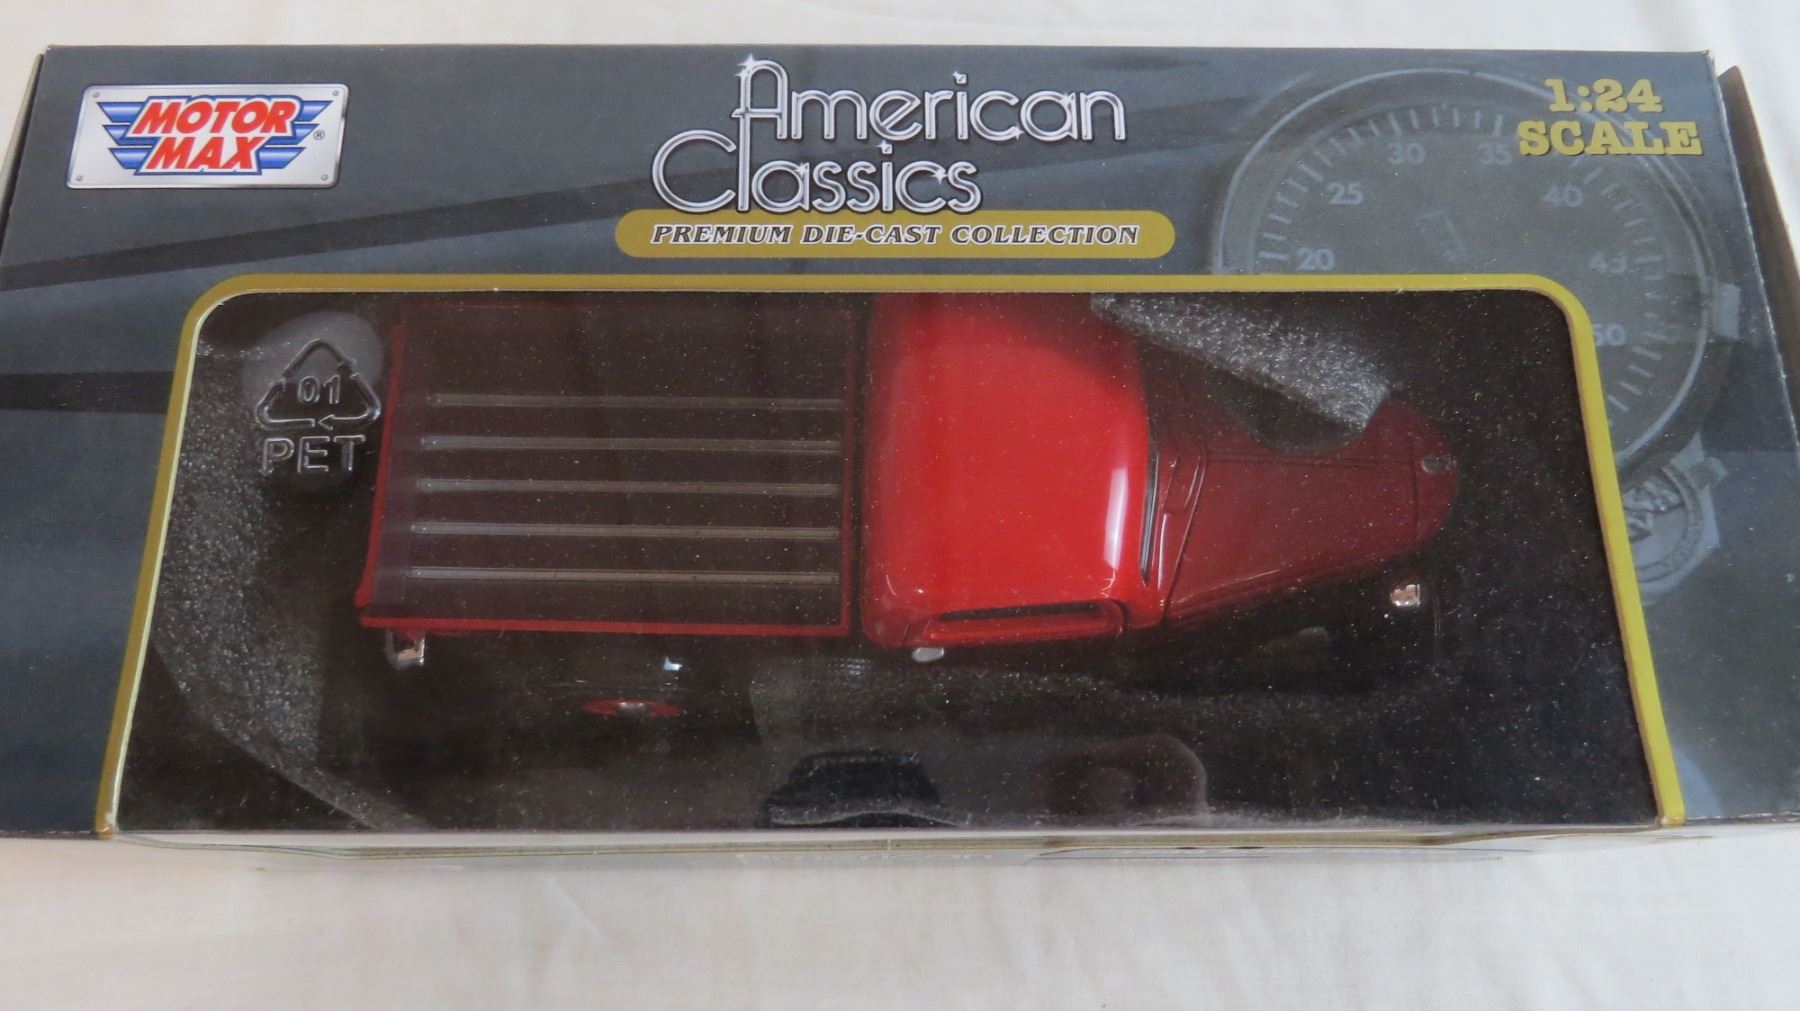 MOTOR
MAX®
American
Classics
PREMIUM DIE-CAST COLLECTION
1:24
SCALE
20
25
30
35
40
45
50
01
PET